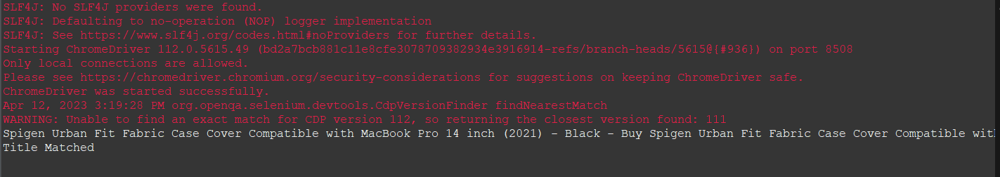 SLF4J: No SLF4J providers were found.
SLF4J: Defaulting to no-operation (NOP) logger implementation
SLF4J: See https://www.slf4j.org/codes.html#noProviders for further details.
Starting ChromeDriver 112.0.5615.49 (bd2a7bcb881c11e8cfe3078709382934e3916914-refs/branch-heads/5615@{#936}) on port 8508
Only local connections are allowed.
Please see https://chromedriver.chromium.org/security-considerations for suggestions on keeping ChromeDriver safe.
ChromeDriver was started successfully.
Apr 12, 2023 3:19:28 PM org.openqa.selenium.devtools.CdpVersionFinder findNearestMatch
WARNING: Unable to find an exact match for CDP version 112, so returning the closest version found: 111
Spigen Urban Fit Fabric Case Cover Compatible with MacBook Pro 14 inch (2021) - Black - Buy Spigen Urban Fit Fabric Case Cover Compatible wit
Title Matched